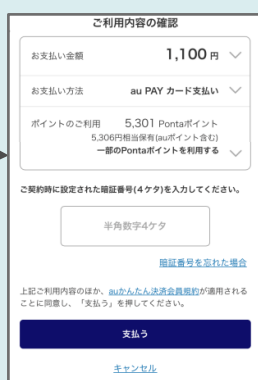 ご利用内容の確認
お支払い金額 1,100 円
お支払い方法 au PAY カード支払い
ポイントのご利用 5,301 Pontaポイント
5,306円相当保有(auポイント含む)
一部のPontaポイントを利用する
ご契約時に設定された暗証番号(4ケタ)を入力してください。
半角数字4ケタ
暗証番号を忘れた場合
上記ご利用内容のほか、auかんたん決済会員規約が適用される
ことに同意し、「支払う」を押してください。
支払う
キャンセル